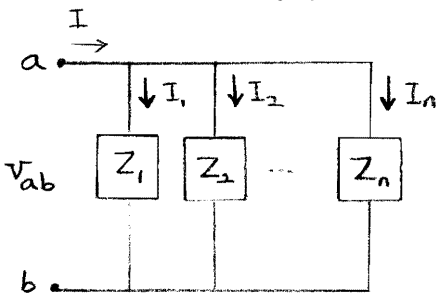 I
a
I₁ I₂ Iₙ
Vab Z₁ Z₂ ... Zₙ
b